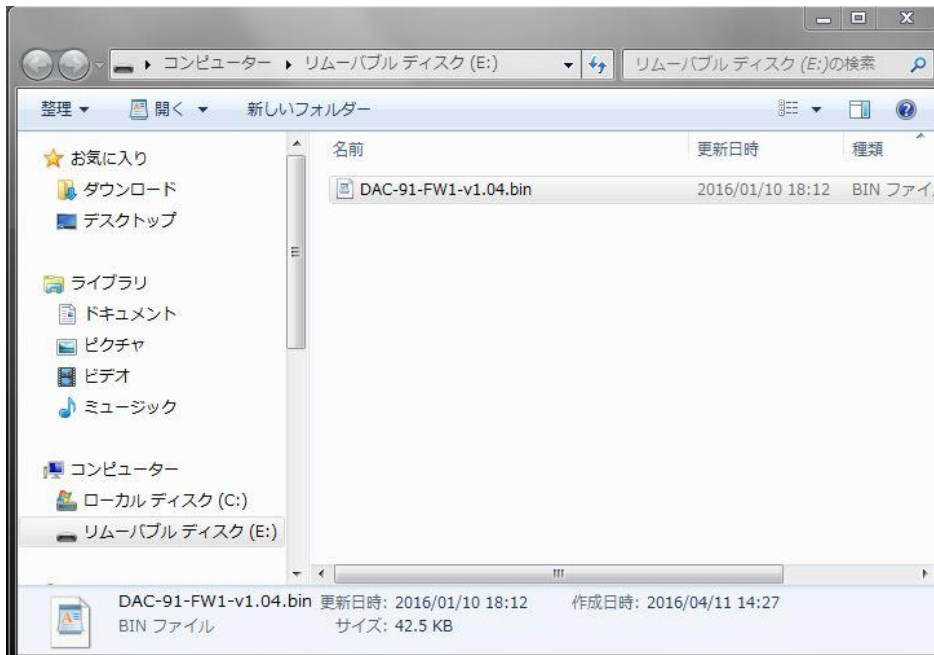 コンピューター ▸ リムーバブル ディスク (E:)
リムーバブル ディスク (E:)の検索
整理 ▼ 開く ▼ 新しいフォルダー
お気に入り
ダウンロード
デスクトップ
ライブラリ
ドキュメント
ピクチャ
ビデオ
ミュージック
コンピューター
ローカル ディスク (C:)
リムーバブル ディスク (E:)
名前 更新日時 種類
DAC-91-FW1-v1.04.bin 2016/01/10 18:12 BIN ファイ
DAC-91-FW1-v1.04.bin 更新日時: 2016/01/10 18:12 作成日時: 2016/04/11 14:27
BIN ファイル サイズ: 42.5 KB